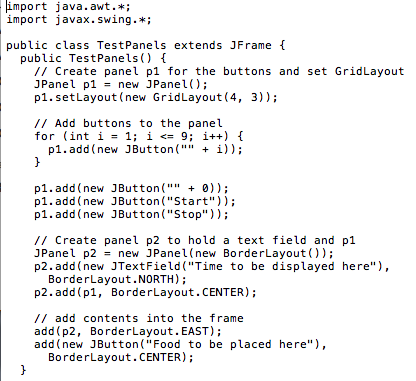 import java.awt.*;
import javax.swing.*;

public class TestPanels extends JFrame {
  public TestPanels() {
    // Create panel p1 for the buttons and set GridLayout
    JPanel p1 = new JPanel();
    p1.setLayout(new GridLayout(4, 3));

    // Add buttons to the panel
    for (int i = 1; i <= 9; i++) {
      p1.add(new JButton("" + i));
    }

    p1.add(new JButton("" + 0));
    p1.add(new JButton("Start"));
    p1.add(new JButton("Stop"));

    // Create panel p2 to hold a text field and p1
    JPanel p2 = new JPanel(new BorderLayout());
    p2.add(new JTextField("Time to be displayed here"),
      BorderLayout.NORTH);
    p2.add(p1, BorderLayout.CENTER);

    // add contents into the frame
    add(p2, BorderLayout.EAST);
    add(new JButton("Food to be placed here"),
      BorderLayout.CENTER);
  }